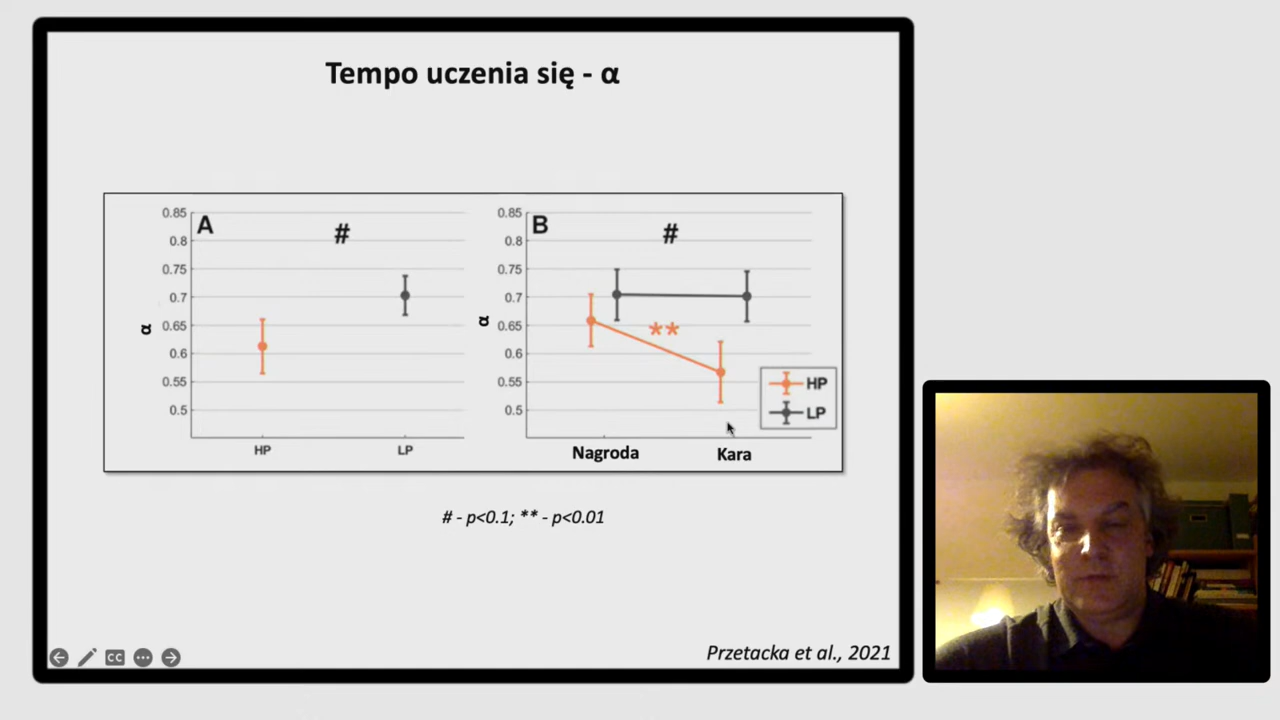 Tempo uczenia się - α
A
#
0.85
0.8
0.75
0.7
0.65
0.6
0.55
0.5
α
HP
LP
B
#
0.85
0.8
0.75
0.7
0.65
0.6
0.55
0.5
α
**
HP
LP
Nagroda
Kara
# - p<0.1; ** - p<0.01
CC
Przetacka et al., 2021